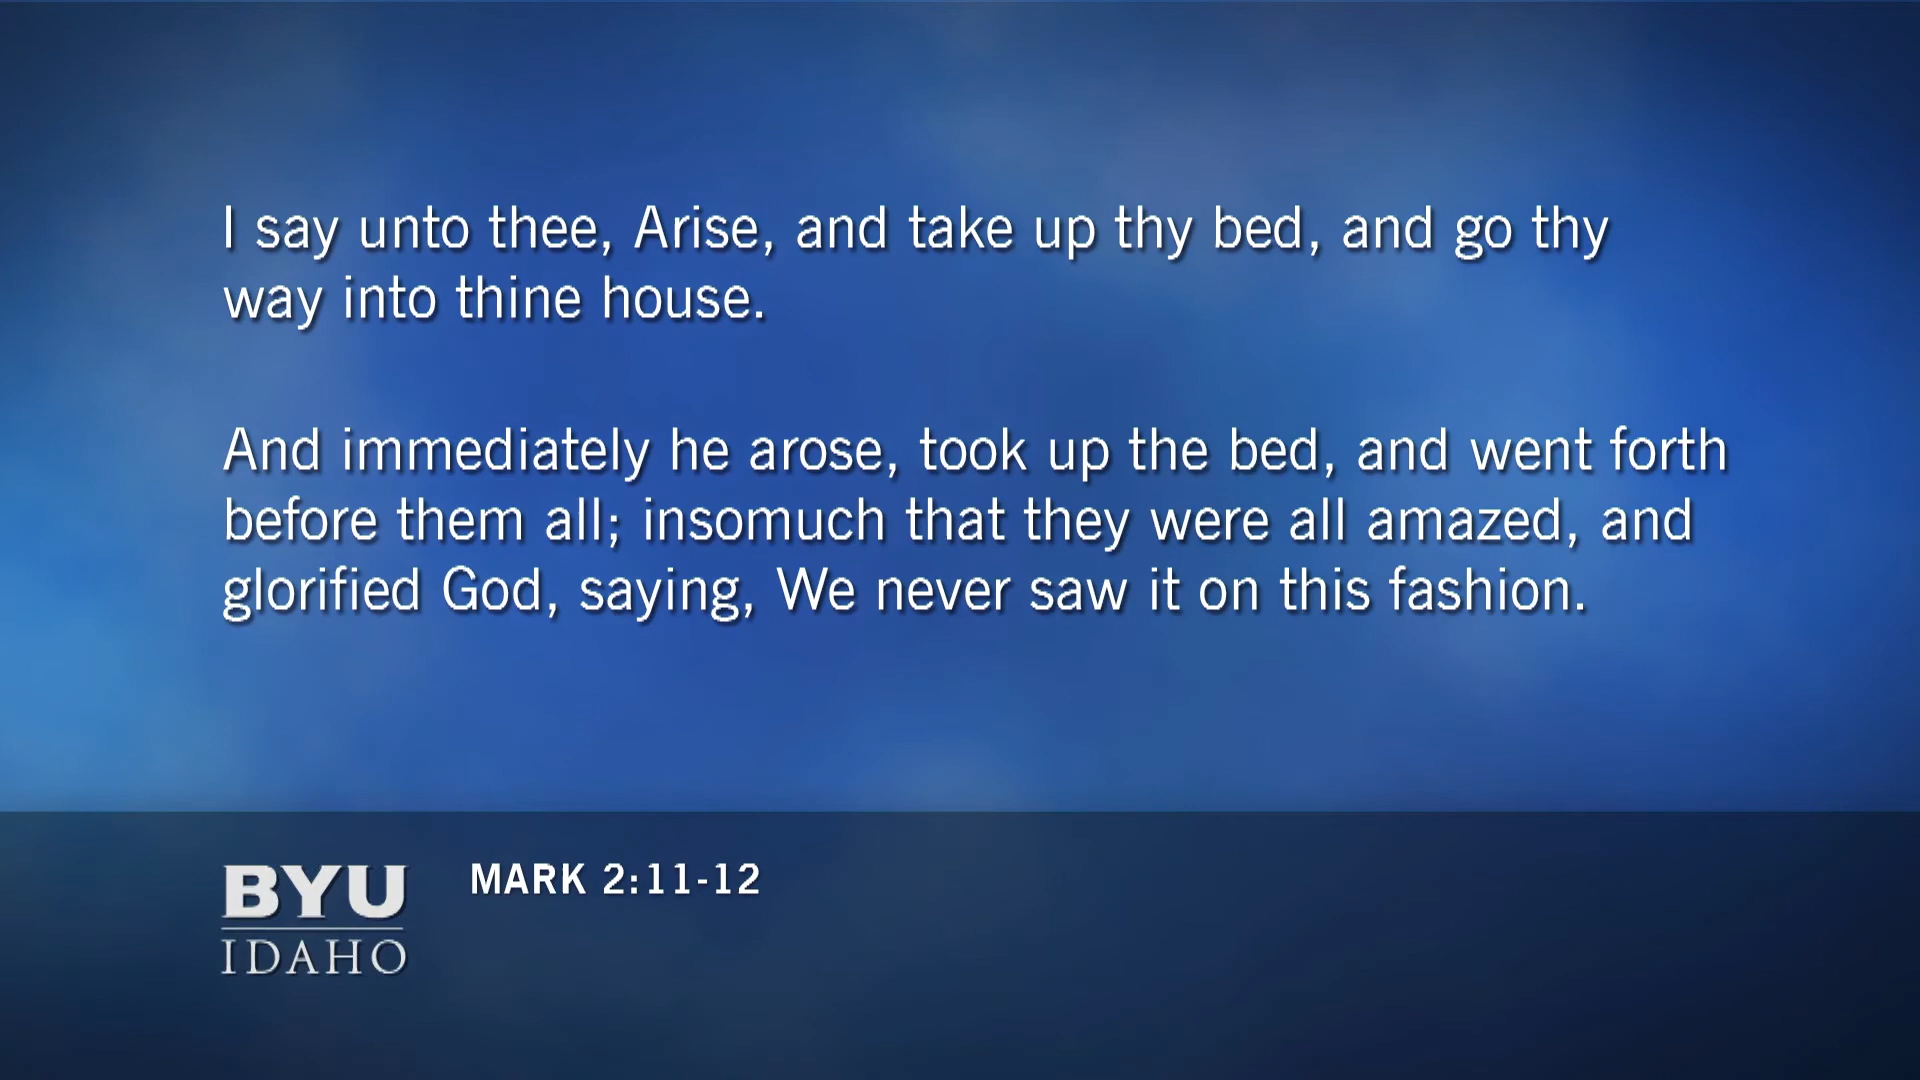 I say unto thee, Arise, and take up thy bed, and go thy
way into thine house.
And immediately he arose, took up the bed, and went forth
before them all; insomuch that they were all amazed, and
glorified God, saying, We never saw it on this fashion.
BYU
IDAHO
MARK 2:11-12